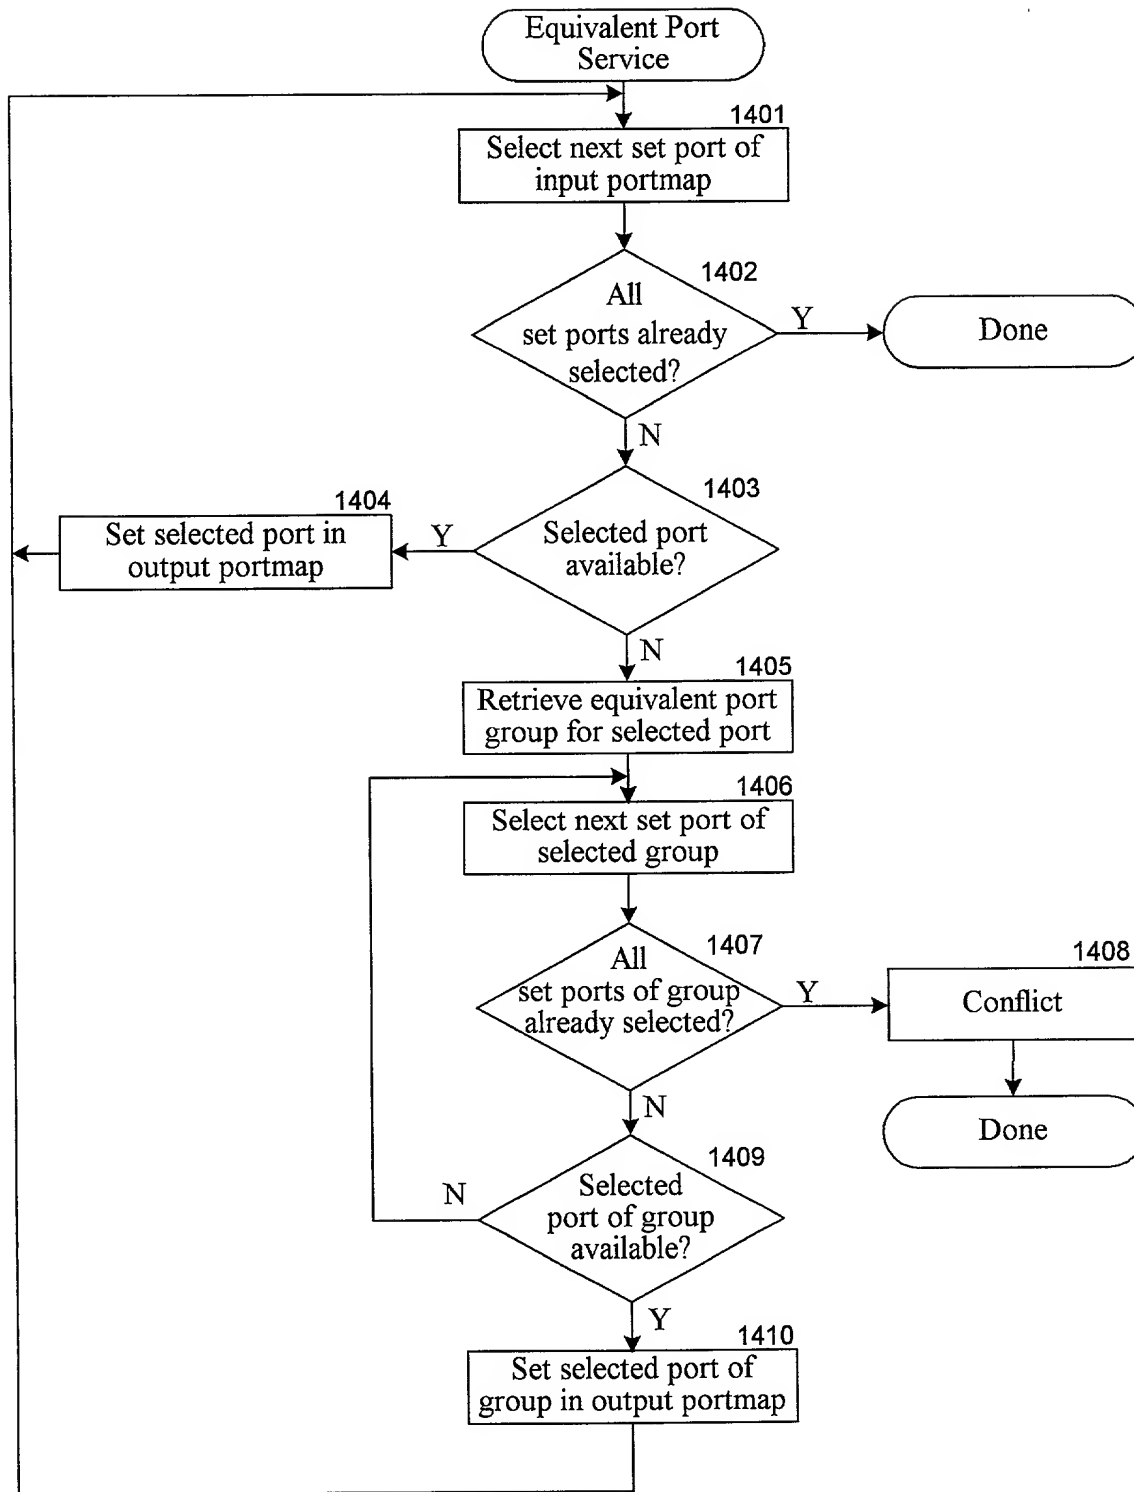 Equivalent Port
Service
1401
Select next set port of
input portmap
1402
All
set ports already
selected?
Y
Done
N
1403
Selected port
available?
Y
1404
Set selected port in
output portmap
N
1405
Retrieve equivalent port
group for selected port
1406
Select next set port of
selected group
1407
All
set ports of group
already selected?
Y
1408
Conflict
Done
N
1409
Selected
port of group
available?
N
Y
1410
Set selected port of
group in output portmap